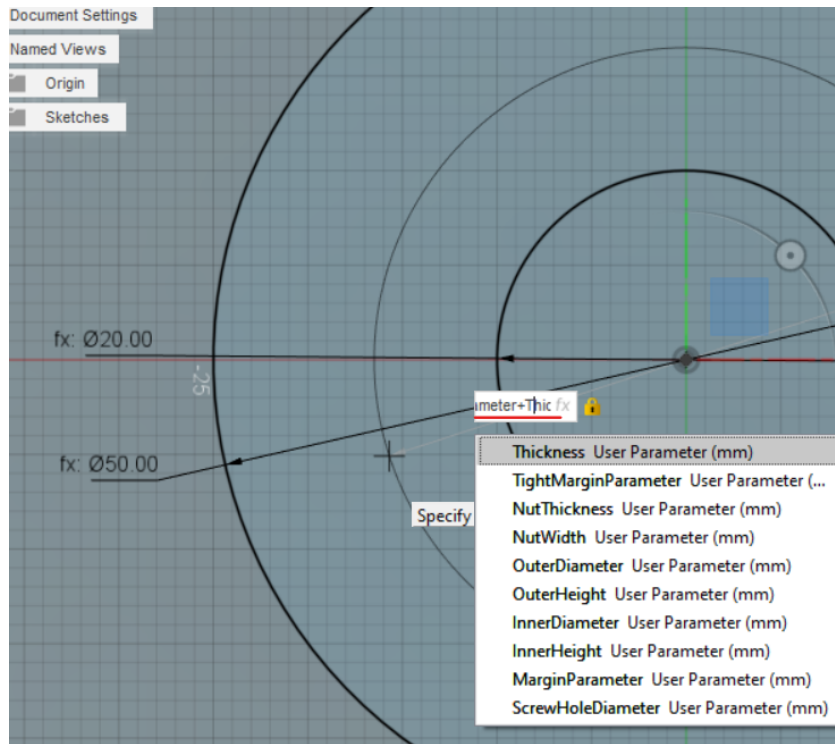 Document Settings
Named Views
Origin
Sketches
fx: Ø20.00
-25
ımeter+Thic fx
fx: Ø50.00
Thickness User Parameter (mm)
TightMarginParameter User Parameter (...
Specify
NutThickness User Parameter (mm)
NutWidth User Parameter (mm)
OuterDiameter User Parameter (mm)
OuterHeight User Parameter (mm)
InnerDiameter User Parameter (mm)
InnerHeight User Parameter (mm)
MarginParameter User Parameter (mm)
ScrewHoleDiameter User Parameter (mm)